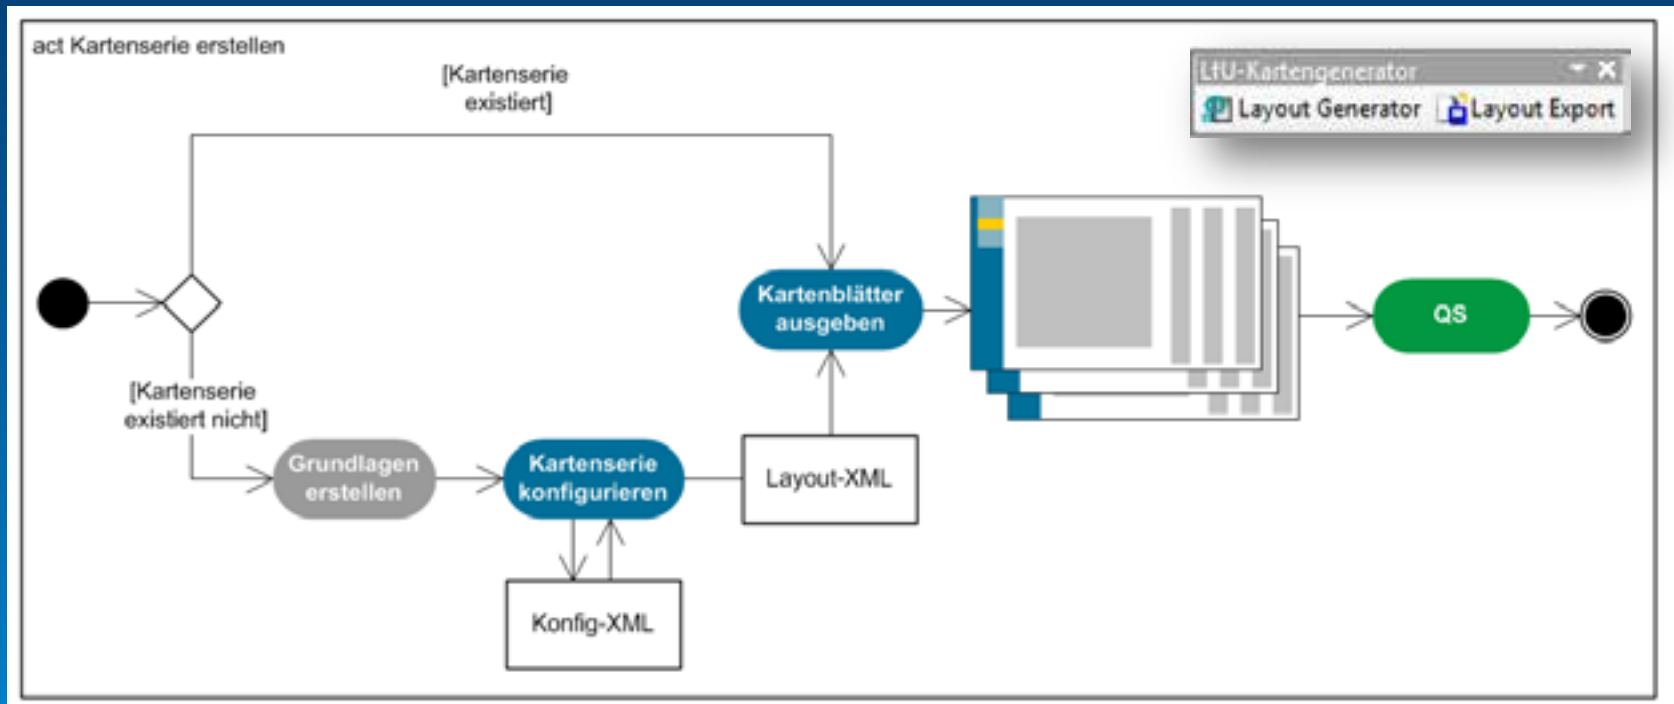 act Kartenserie erstellen
[Kartenserie
existiert]
LfU-Kartengenerator
Layout Generator Layout Export
Kartenblätter
ausgeben
QS
[Kartenserie
existiert nicht]
Grundlagen
erstellen
Kartenserie
konfigurieren
Layout-XML
Konfig-XML